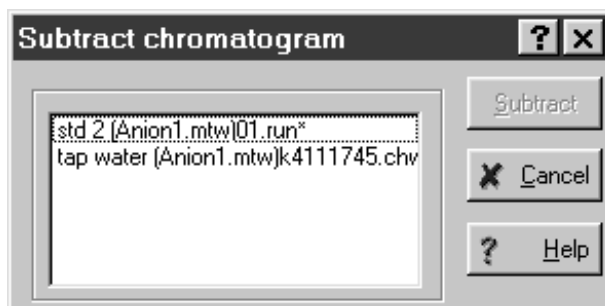 Subtract chromatogram
? ×
std 2 (Anion1.mtw)01.run*
tap water (Anion1.mtw)k4111745.chw
Subtract
Cancel
? Help